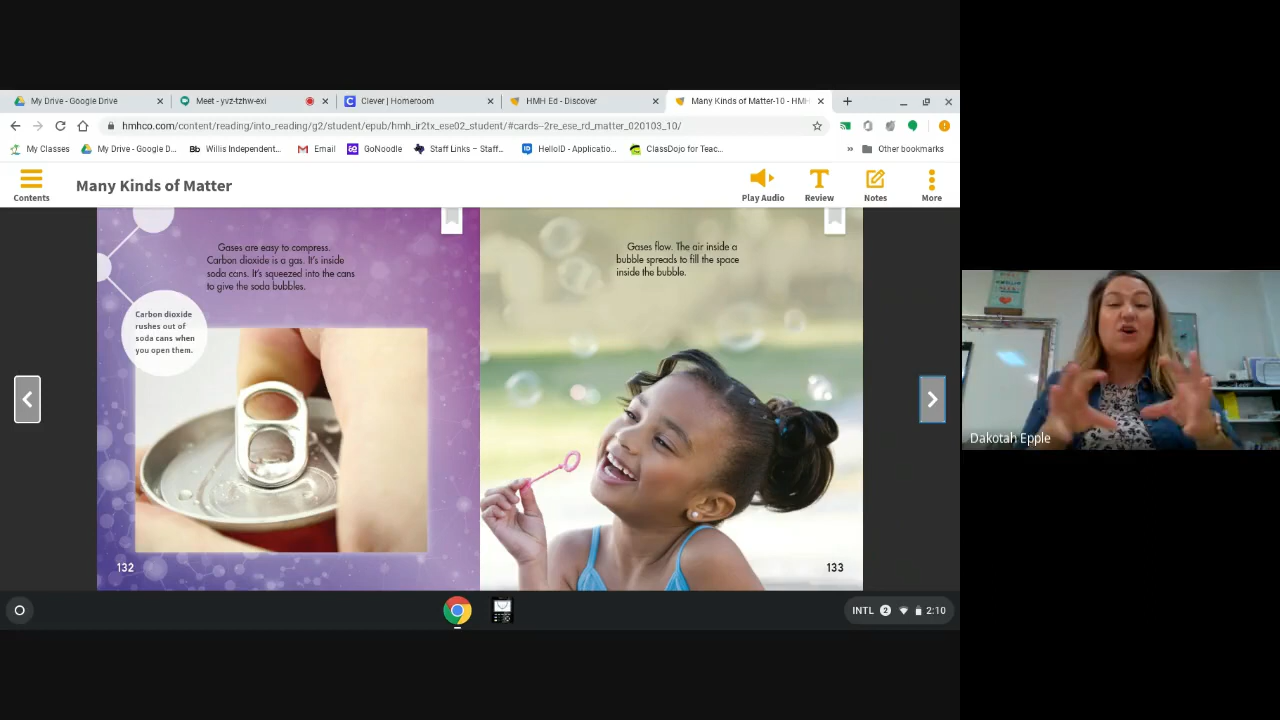 My Drive - Google Drive
Meet - yvz-tzhw-exi
Clever | Homeroom
HMH Ed - Discover
Many Kinds of Matter-10 - HMH
hmhco.com/content/reading/into_reading/g2/student/epub/hmh_ir2tx_ese02_student/#cards--2re_ese_rd_matter_020103_10/
My Classes
My Drive - Google D...
Bb Willis Independent...
Email
GoNoodle
Staff Links – Staff...
HelloID - Applicatio...
ClassDojo for Teac...
» Other bookmarks
Contents
Many Kinds of Matter
Play Audio
Review
Notes
More
Gases are easy to compress.
Carbon dioxide is a gas. It's inside
soda cans. It's squeezed into the cans
to give the soda bubbles.
Carbon dioxide
rushes out of
soda cans when
you open them.
132
Gases flow. The air inside a
bubble spreads to fill the space
inside the bubble.
133
Dakotah Epple
INTL 2 2:10